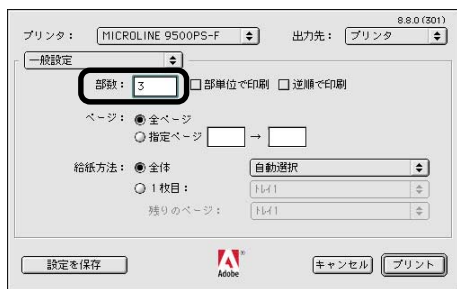 8.8.0 (301)
プリンタ： MICROLINE 9500PS-F 出力先： プリンタ
一般設定
部数： 3 部単位で印刷 逆順で印刷
ページ： 全ページ
指定ページ →
給紙方法： 全体 自動選択
1 枚目： トレイ1
残りのページ： トレイ1
設定を保存 Adobe キャンセル プリント